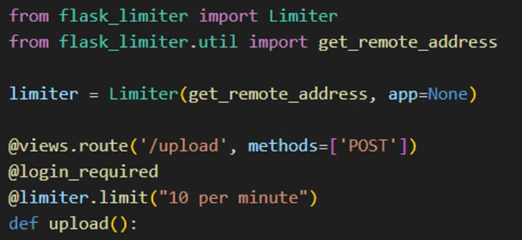 from flask_limiter import Limiter
from flask_limiter.util import get_remote_address
limiter = Limiter(get_remote_address, app=None)
@views.route('/upload', methods=['POST'])
@login_required
@limiter.limit("10 per minute")
def upload():